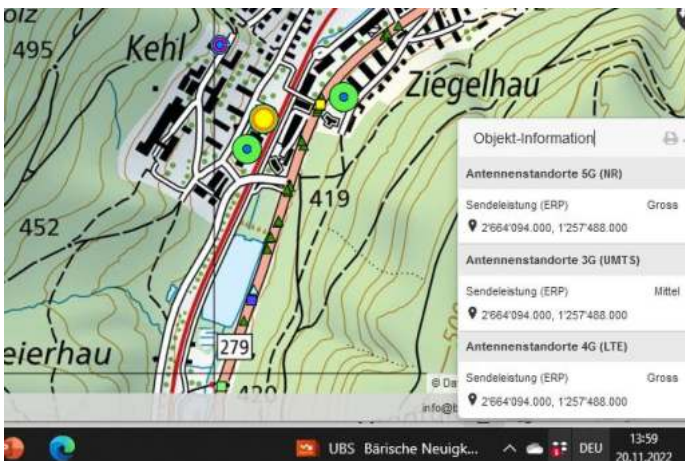 495
Kehl
Ziegelhau
419
452
279
eierhau
420
Objekt-Information
Antennenstandorte 5G (NR)
Sendeleistung (ERP) Gross
2'664'094.000, 1'257'488.000
Antennenstandorte 3G (UMTS)
Sendeleistung (ERP) Mittel
2'664'094.000, 1'257'488.000
Antennenstandorte 4G (LTE)
Sendeleistung (ERP) Gross
2'664'094.000, 1'257'488.000
© Da
info@b
UBS Bärische Neuigk...
DEU
13:59
20.11.2022